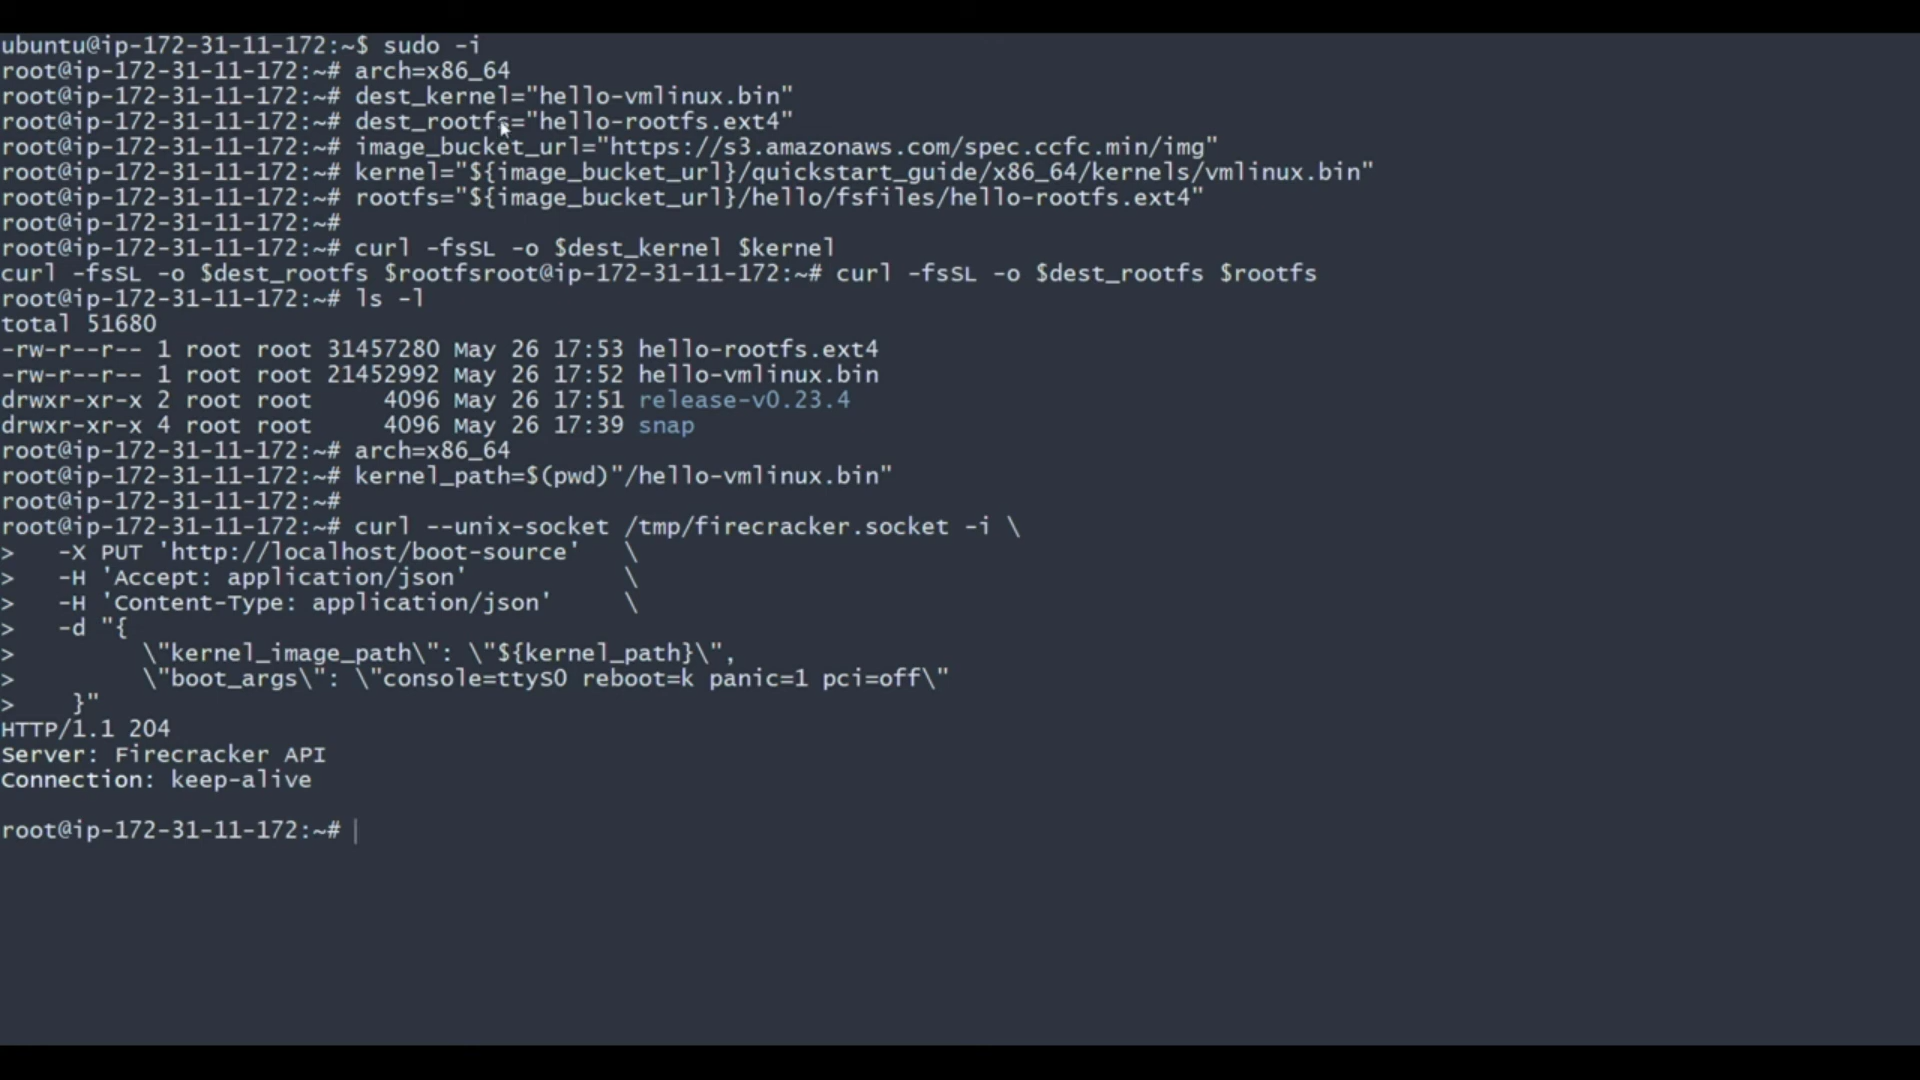 ubuntu@ip-172-31-11-172:~$ sudo -i
root@ip-172-31-11-172:~# arch=x86_64
root@ip-172-31-11-172:~# dest_kernel="hello-vmlinux.bin"
root@ip-172-31-11-172:~# dest_rootfs="hello-rootfs.ext4"
root@ip-172-31-11-172:~# image_bucket_url="https://s3.amazonaws.com/spec.ccfc.min/img"
root@ip-172-31-11-172:~# kernel="${image_bucket_url}/quickstart_guide/x86_64/kernels/vmlinux.bin"
root@ip-172-31-11-172:~# rootfs="${image_bucket_url}/hello/fsfiles/hello-rootfs.ext4"
root@ip-172-31-11-172:~#
root@ip-172-31-11-172:~# curl -fsSL -o $dest_kernel $kernel
curl -fsSL -o $dest_rootfs $rootfsroot@ip-172-31-11-172:~# curl -fsSL -o $dest_rootfs $rootfs
root@ip-172-31-11-172:~# ls -l
total 51680
-rw-r--r-- 1 root root 31457280 May 26 17:53 hello-rootfs.ext4
-rw-r--r-- 1 root root 21452992 May 26 17:52 hello-vmlinux.bin
drwxr-xr-x 2 root root     4096 May 26 17:51 release-v0.23.4
drwxr-xr-x 4 root root     4096 May 26 17:39 snap
root@ip-172-31-11-172:~# arch=x86_64
root@ip-172-31-11-172:~# kernel_path=$(pwd)"/hello-vmlinux.bin"
root@ip-172-31-11-172:~#
root@ip-172-31-11-172:~# curl --unix-socket /tmp/firecracker.socket -i \
>   -X PUT 'http://localhost/boot-source'   \
>   -H 'Accept: application/json'           \
>   -H 'Content-Type: application/json'     \
>   -d "{
>         \"kernel_image_path\": \"${kernel_path}\",
>         \"boot_args\": \"console=ttyS0 reboot=k panic=1 pci=off\"
>    }"
HTTP/1.1 204
Server: Firecracker API
Connection: keep-alive

root@ip-172-31-11-172:~#